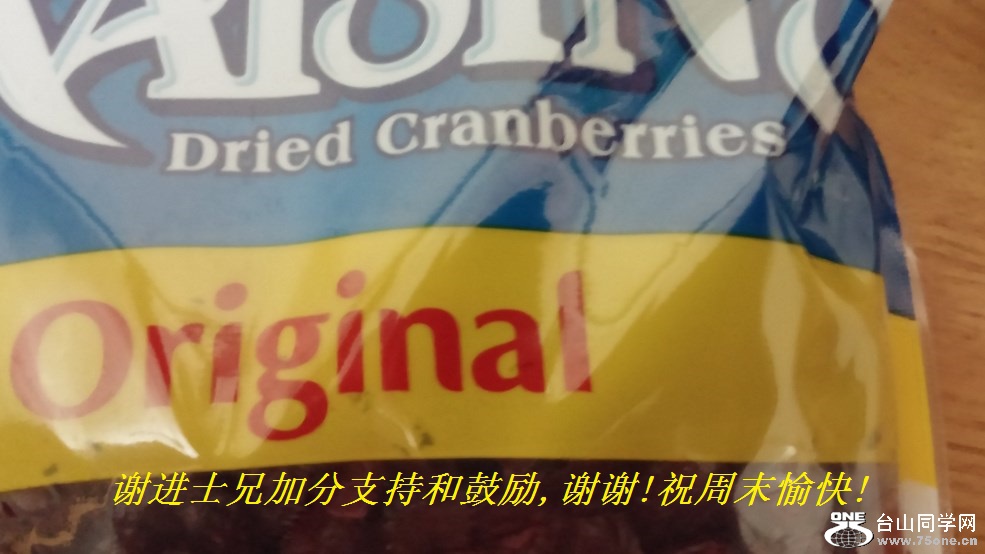 Dried Cranberries
Original
谢进士兄加分支持和鼓励,谢谢!祝周末愉快!
ONE
台山同学网
www.75one.cn